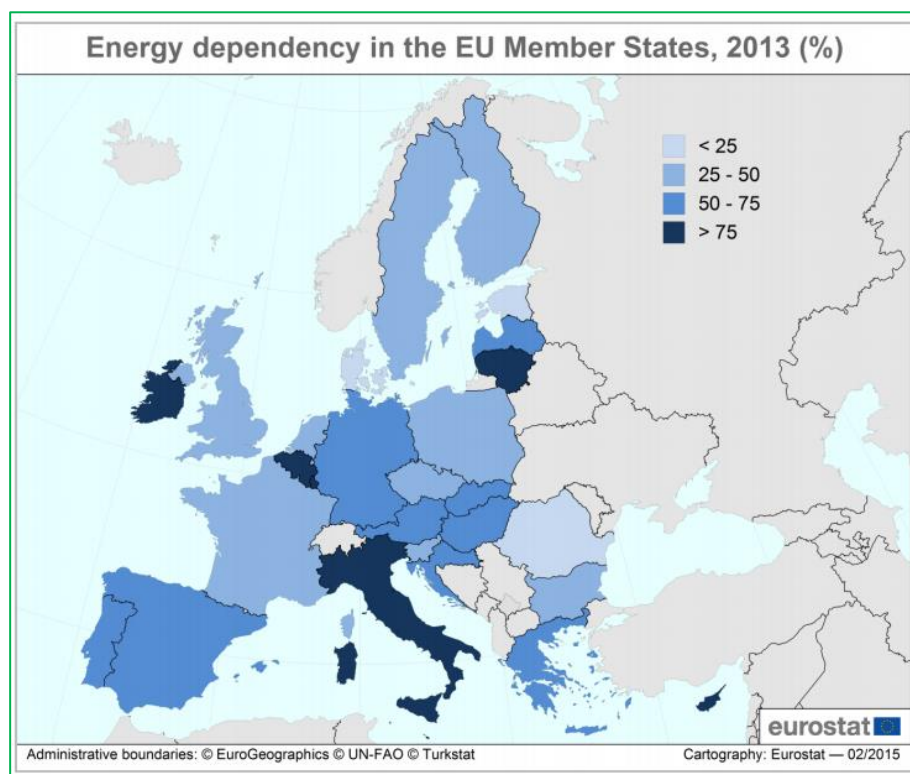 Energy dependency in the EU Member States, 2013 (%)
< 25
25 - 50
50 - 75
> 75
eurostat
Administrative boundaries: © EuroGeographics © UN-FAO © Turkstat
Cartography: Eurostat — 02/2015